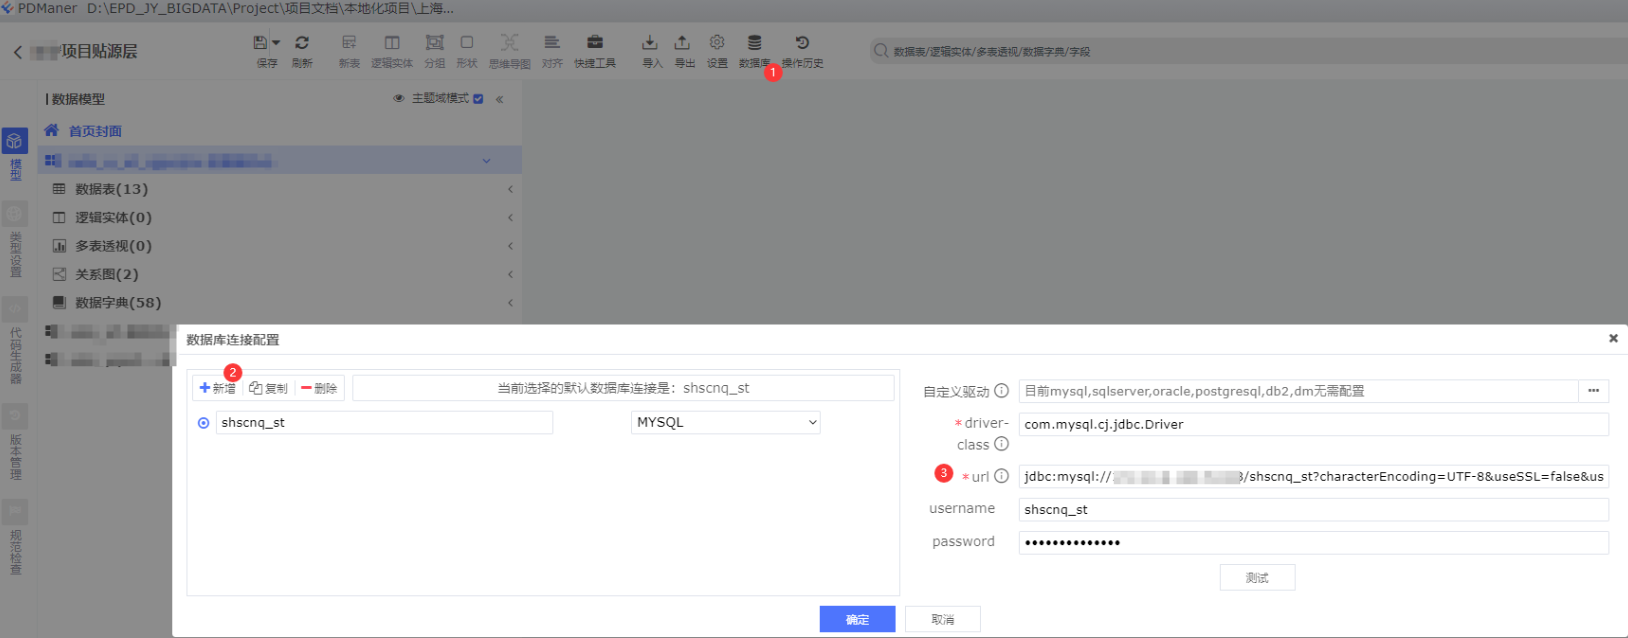 PDManer D:\EPD_JY_BIGDATA\Project\项目文档\本地化项目\上海...
项目贴源层
保存 刷新 新表 逻辑实体 分组 形状 思维导图 对齐 快捷工具 导入 导出 设置 数据库 操作历史
数据表/逻辑实体/多表透视/数据字典/字段
1
数据模型 主题域模式 «
首页封面
模型
数据表(13)
逻辑实体(0)
类型设置
多表透视(0)
关系图(2)
数据字典(58)
代码生成器
版本管理
规范检查
数据库连接配置
2
新增 复制 删除 当前选择的默认数据库连接是：shscnq_st
shscnq_st MYSQL
自定义驱动 目前mysql,sqlserver,oracle,postgresql,db2,dm无需配置 ...
*driver-class com.mysql.cj.jdbc.Driver
3 *url jdbc:mysql:// 3/shscnq_st?characterEncoding=UTF-8&useSSL=false&us
username shscnq_st
password ••••••••••••••
测试
确定 取消